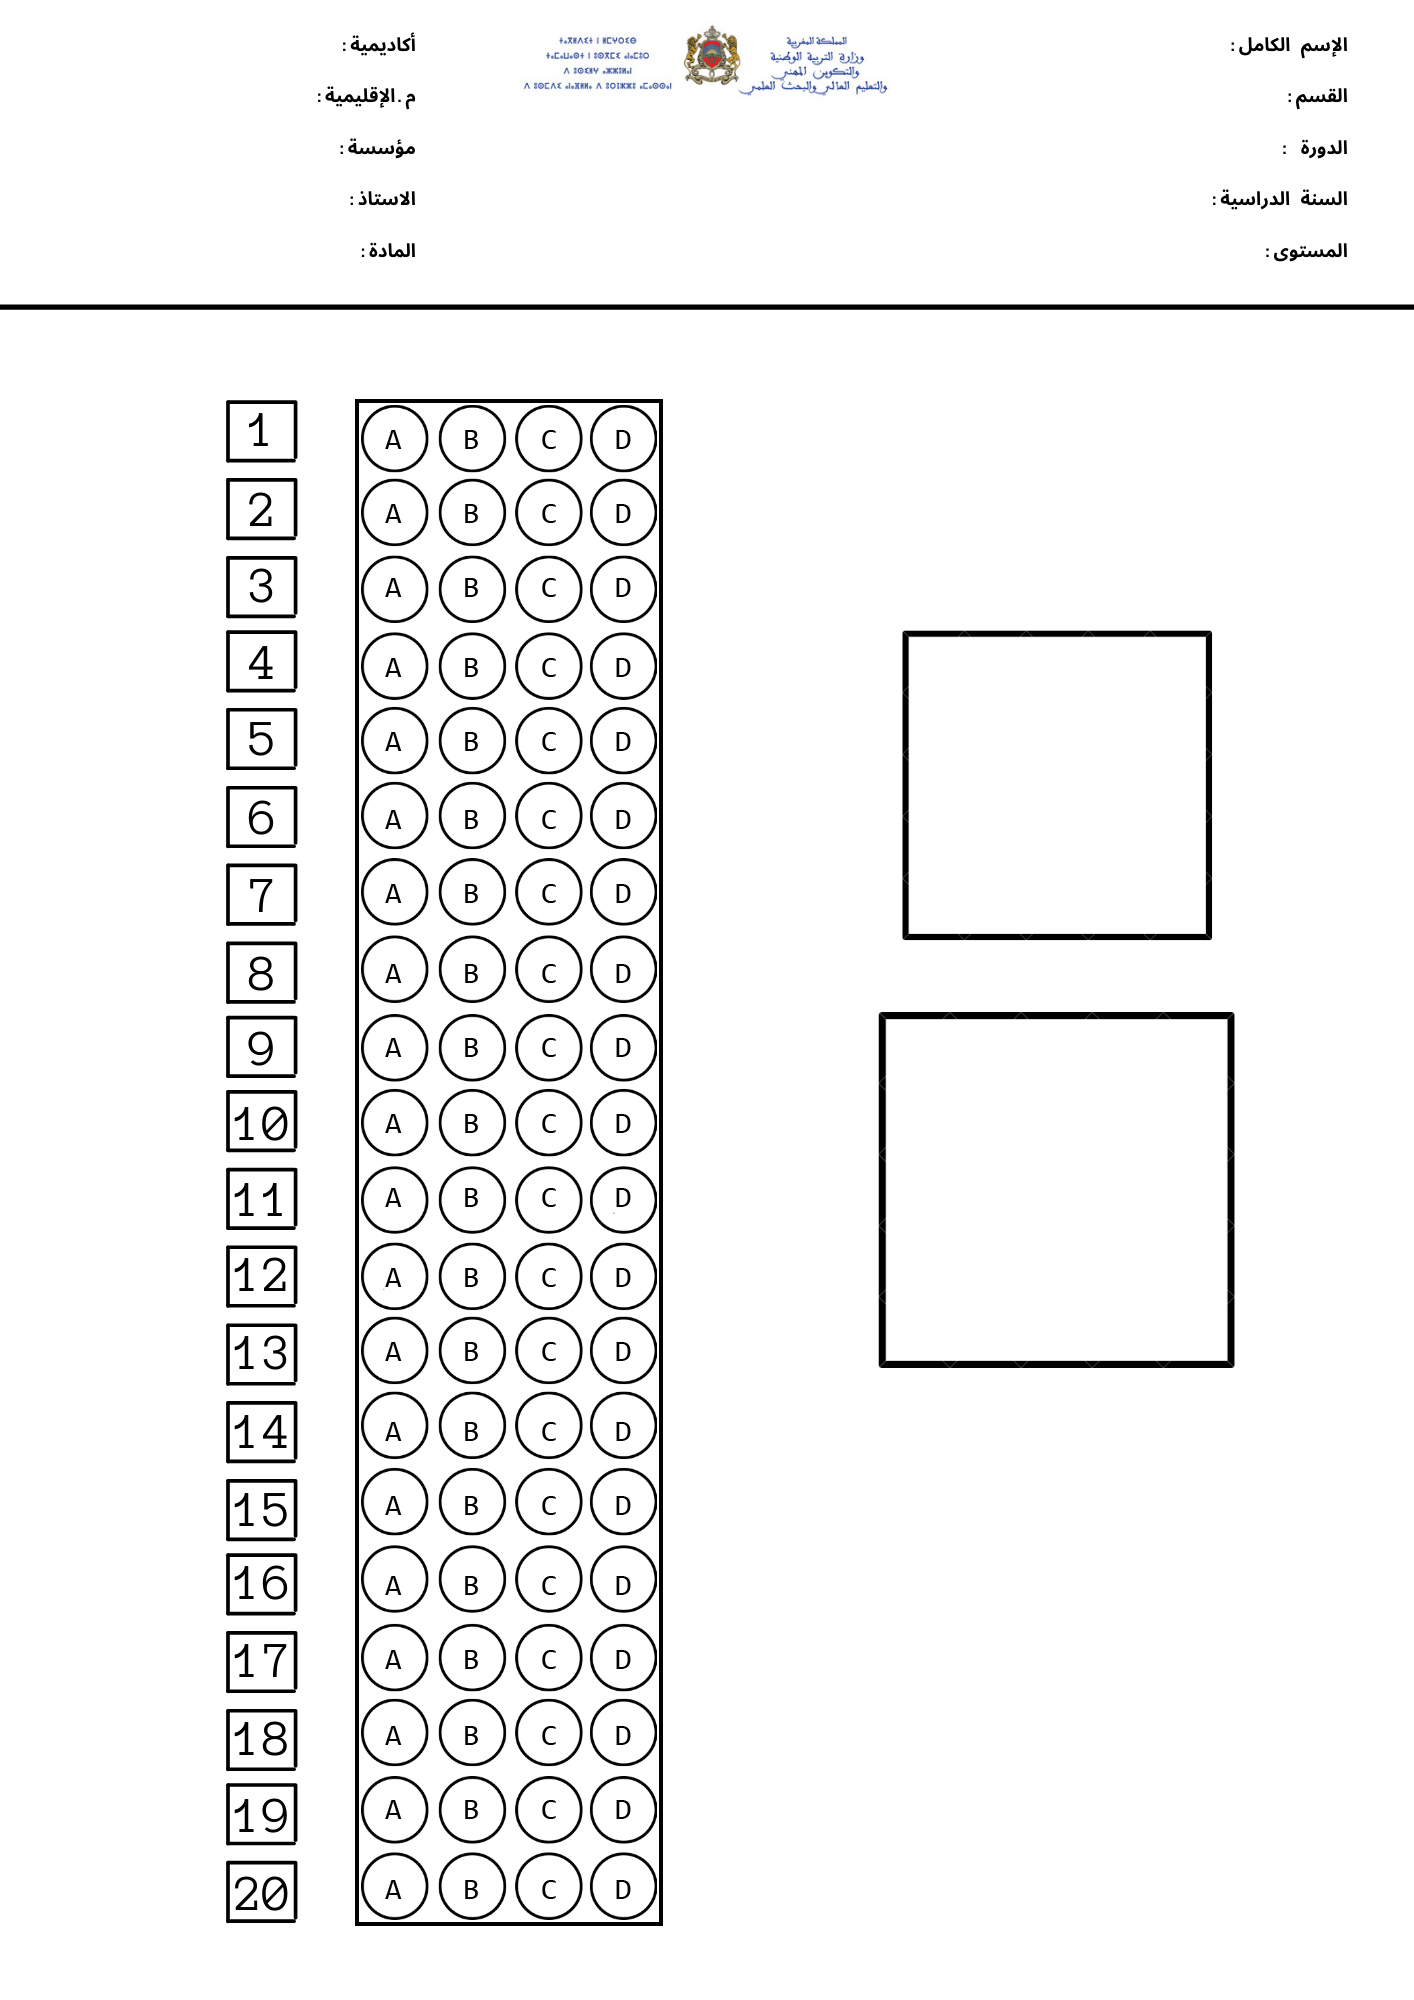 الإسم الكامل :
القسم :
الدورة :
السنة الدراسية :
المستوى :
ⵜⴰⴳⵍⴷⵉⵜ ⵏ ⵍⵎⵖⵔⵉⴱ
المملكة المغربية
وزارة التربية الوطنية
والتكوين المهني
والتعليم العالي والبحث العلمي
أكاديمية :
م.الإقليمية :
مؤسسة :
الاستاذ :
المادة :
1 A B C D
2 A B C D
3 A B C D
4 A B C D
5 A B C D
6 A B C D
7 A B C D
8 A B C D
9 A B C D
10 A B C D
11 A B C D
12 A B C D
13 A B C D
14 A B C D
15 A B C D
16 A B C D
17 A B C D
18 A B C D
19 A B C D
20 A B C D